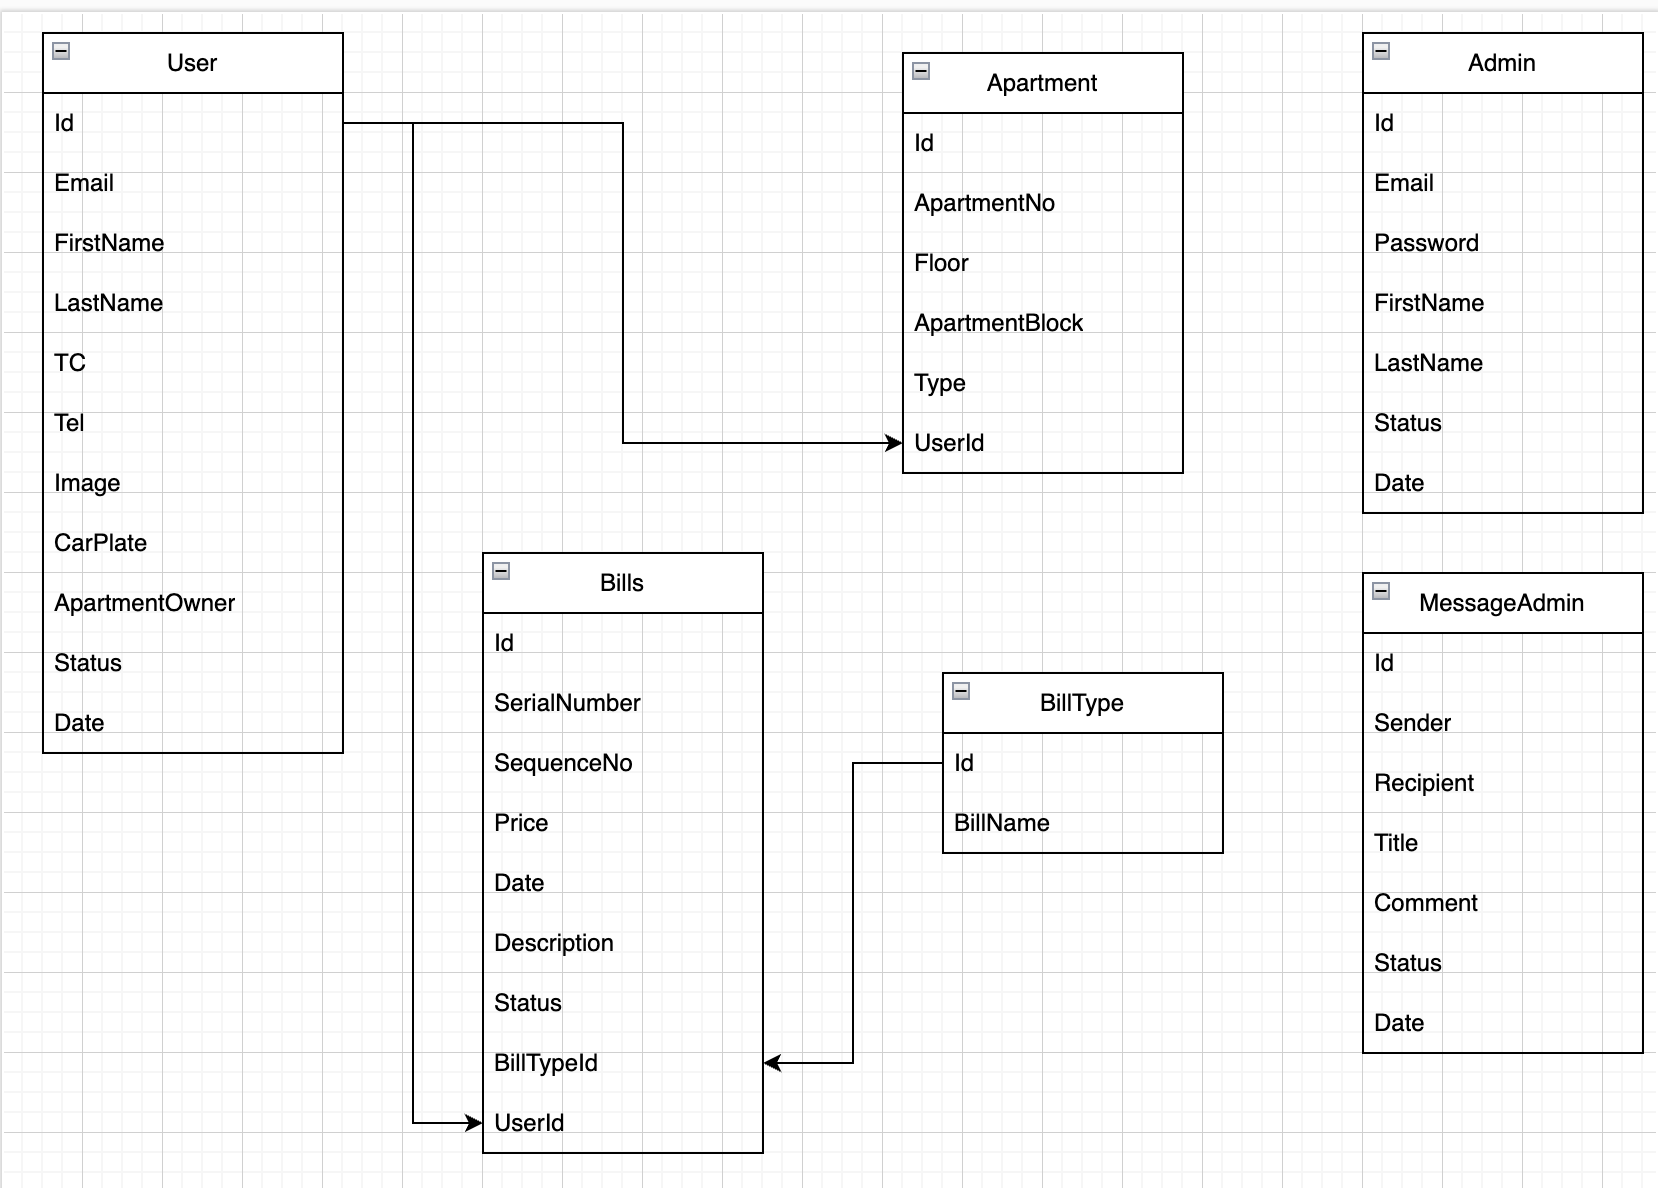 User
Id
Email
FirstName
LastName
TC
Tel
Image
CarPlate
ApartmentOwner
Status
Date
Apartment
Id
ApartmentNo
Floor
ApartmentBlock
Type
UserId
Admin
Id
Email
Password
FirstName
LastName
Status
Date
Bills
Id
SerialNumber
SequenceNo
Price
Date
Description
Status
BillTypeId
UserId
BillType
Id
BillName
MessageAdmin
Id
Sender
Recipient
Title
Comment
Status
Date